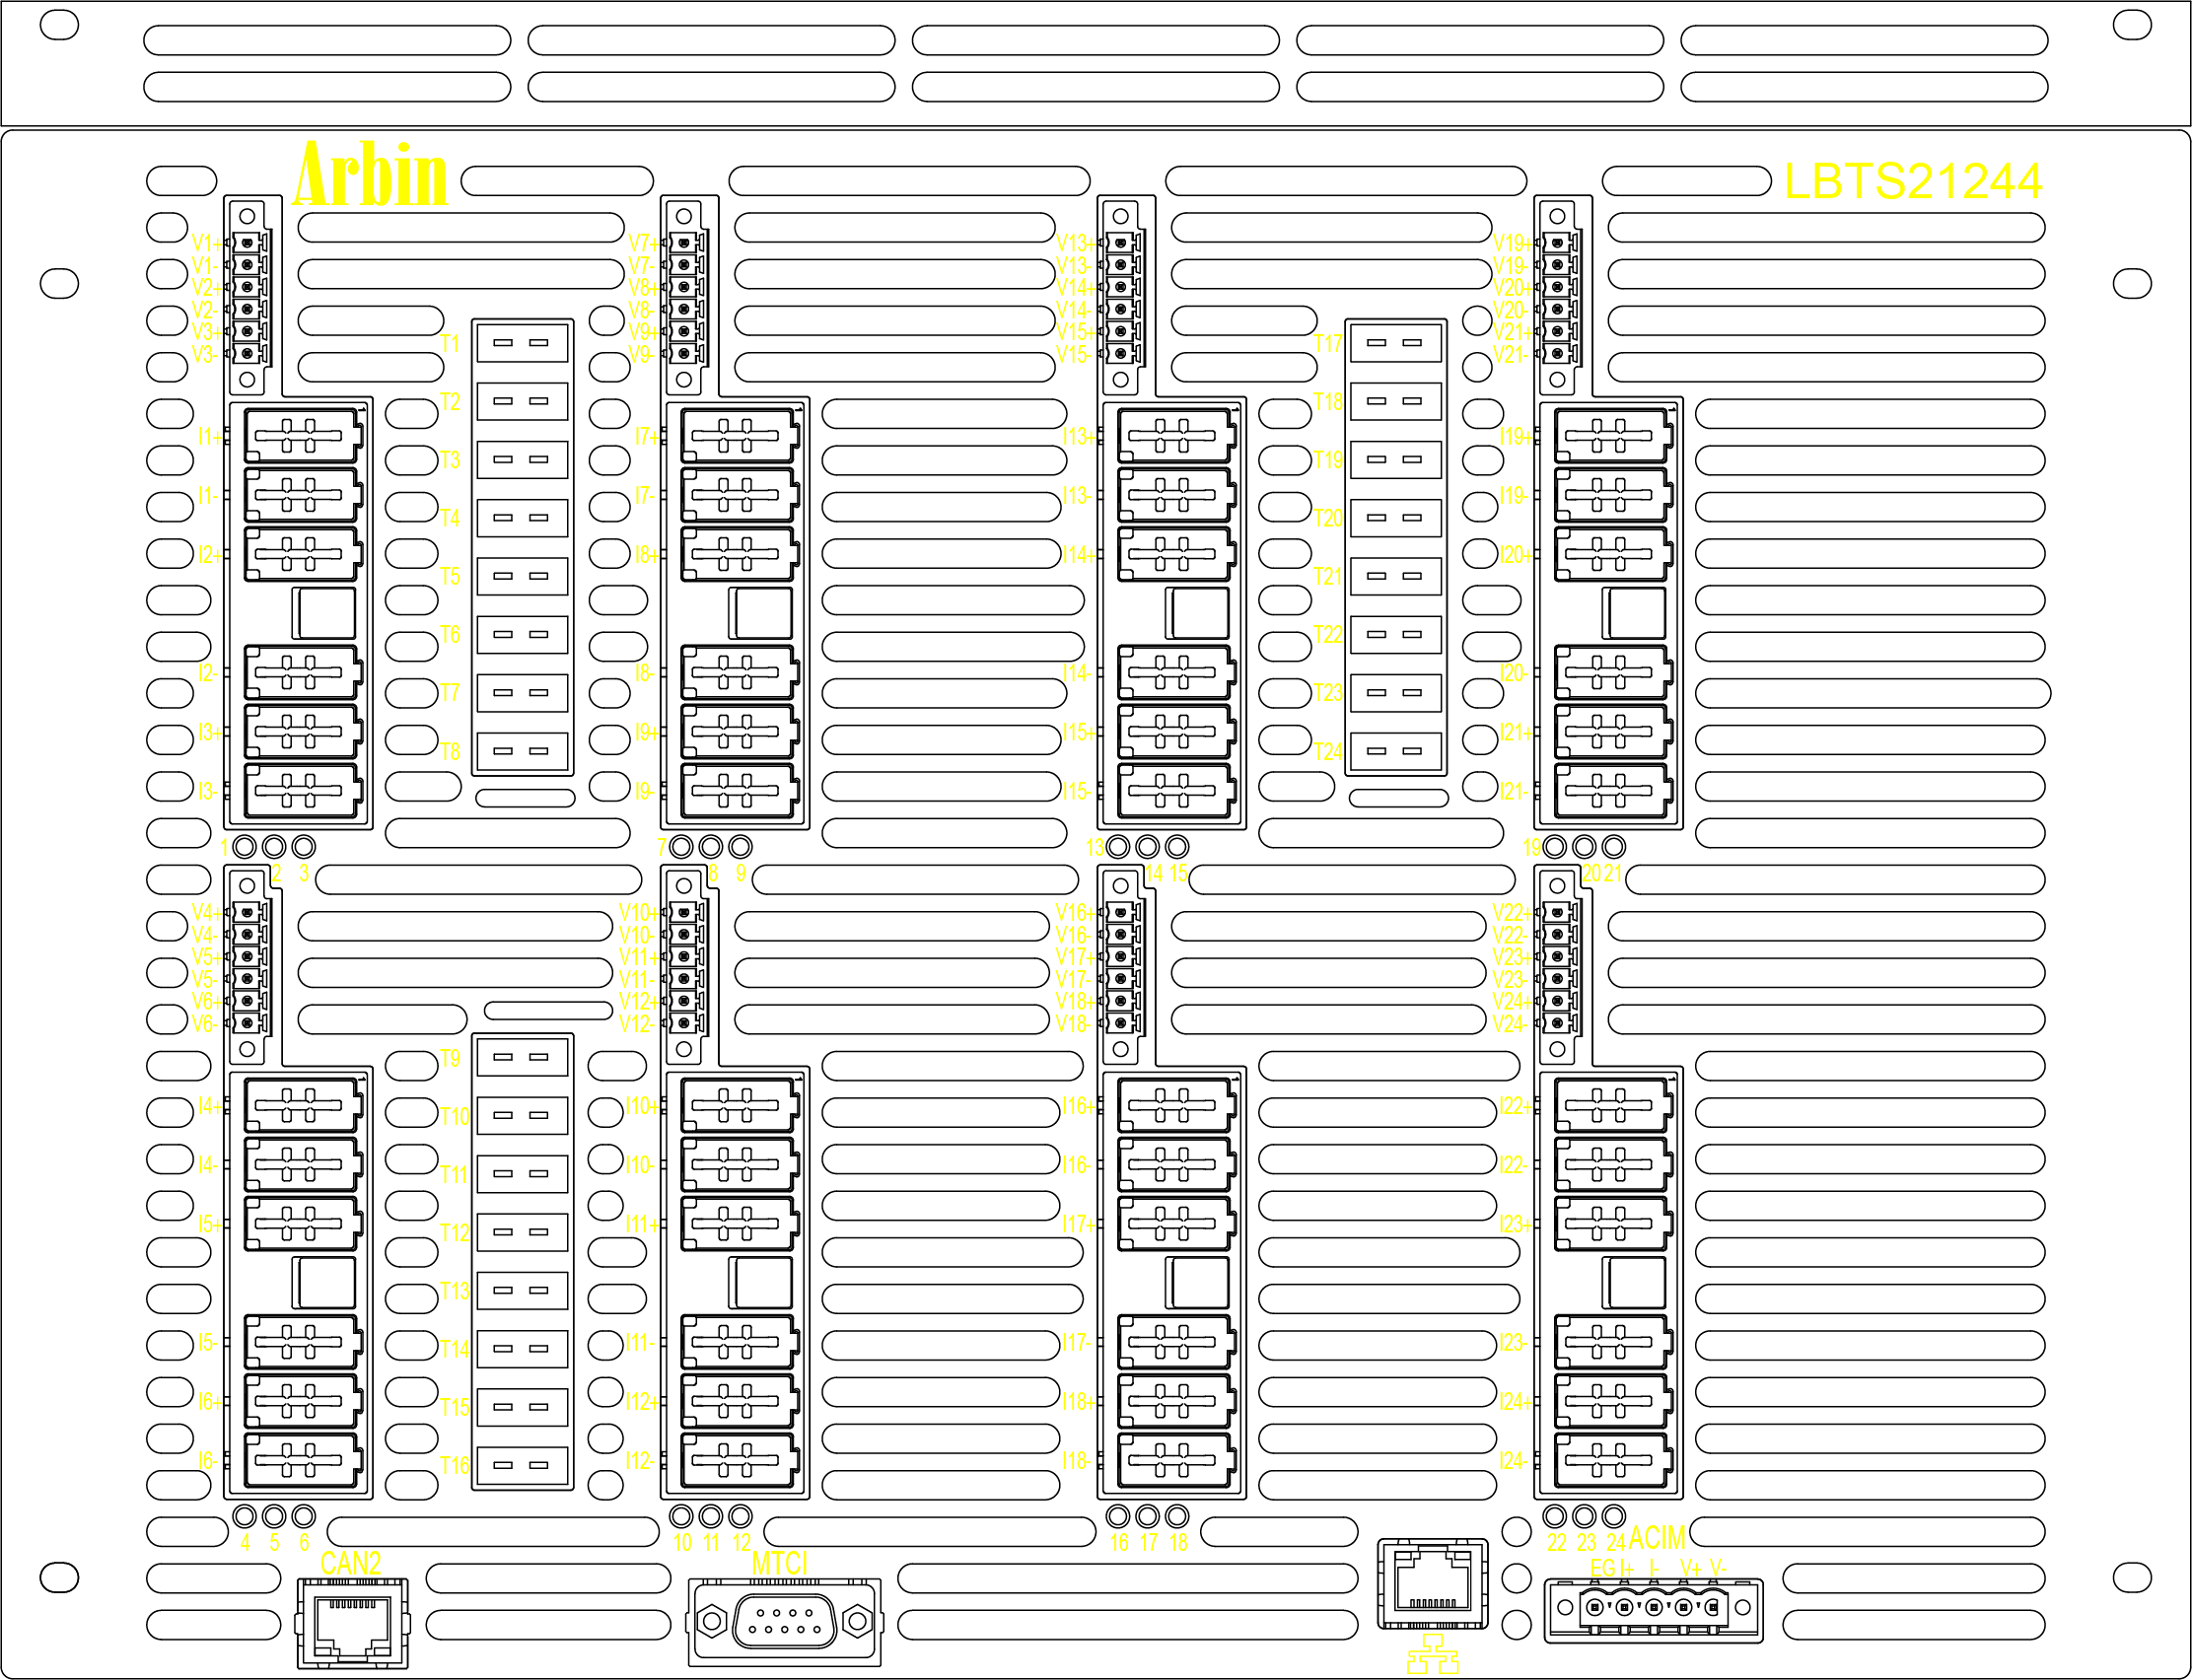 Arbin
LBTS21244
V1+
V1-
V2+
V2-
V3+
V3-
I1+
I1-
I2+
I2-
I3+
I3-
1
2
3
T1
T2
T3
T4
T5
T6
T7
T8
V7+
V7-
V8+
V8-
V9+
V9-
I7+
I7-
I8+
I8-
I9+
I9-
7
8
9
V13+
V13-
V14+
V14-
V15+
V15-
I13+
I13-
I14+
I14-
I15+
I15-
13
14
15
T17
T18
T19
T20
T21
T22
T23
T24
V19+
V19-
V20+
V20-
V21+
V21-
I19+
I19-
I20+
I20-
I21+
I21-
19
20
21
V4+
V4-
V5+
V5-
V6+
V6-
I4+
I4-
I5+
I5-
I6+
I6-
4
5
6
T9
T10
T11
T12
T13
T14
T15
T16
V10+
V10-
V11+
V11-
V12+
V12-
I10+
I10-
I11+
I11-
I12+
I12-
10
11
12
V16+
V16-
V17+
V17-
V18+
V18-
I16+
I16-
I17+
I17-
I18+
I18-
16
17
18
V22+
V22-
V23+
V23-
V24+
V24-
I22+
I22-
I23+
I23-
I24+
I24-
22
23
24
CAN2
MTCI
ACIM
EG I+ I- V+ V-